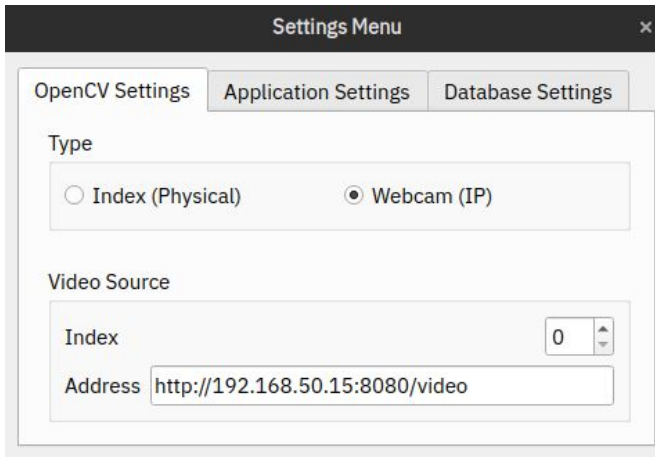 Settings Menu ×
OpenCV Settings Application Settings Database Settings
Type
Index (Physical) Webcam (IP)
Video Source
Index 0
Address http://192.168.50.15:8080/video